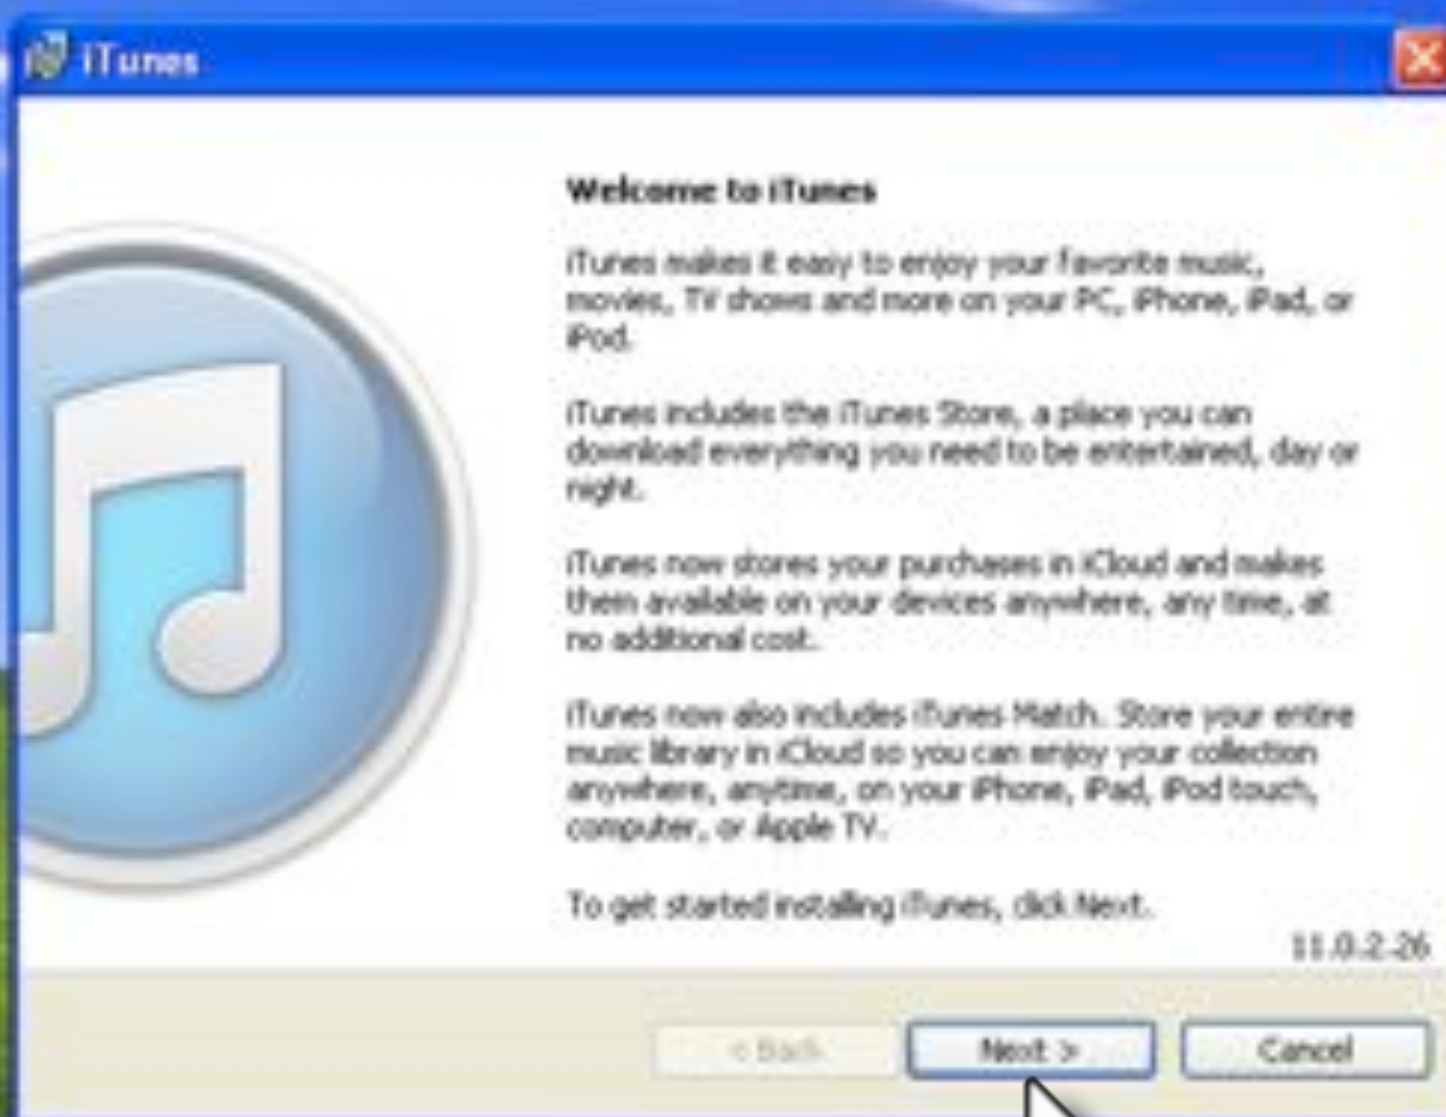 iTunes
Welcome to iTunes
iTunes makes it easy to enjoy your favorite music,
movies, TV shows and more on your PC, iPhone, iPad, or
iPod.
iTunes includes the iTunes Store, a place you can
download everything you need to be entertained, day or
night.
iTunes now stores your purchases in iCloud and makes
them available on your devices anywhere, any time, at
no additional cost.
iTunes now also includes iTunes Match. Store your entire
music library in iCloud so you can enjoy your collection
anywhere, anytime, on your iPhone, iPad, iPod touch,
computer, or Apple TV.
To get started installing iTunes, click Next.
11.0.2.26
< Back
Next >
Cancel